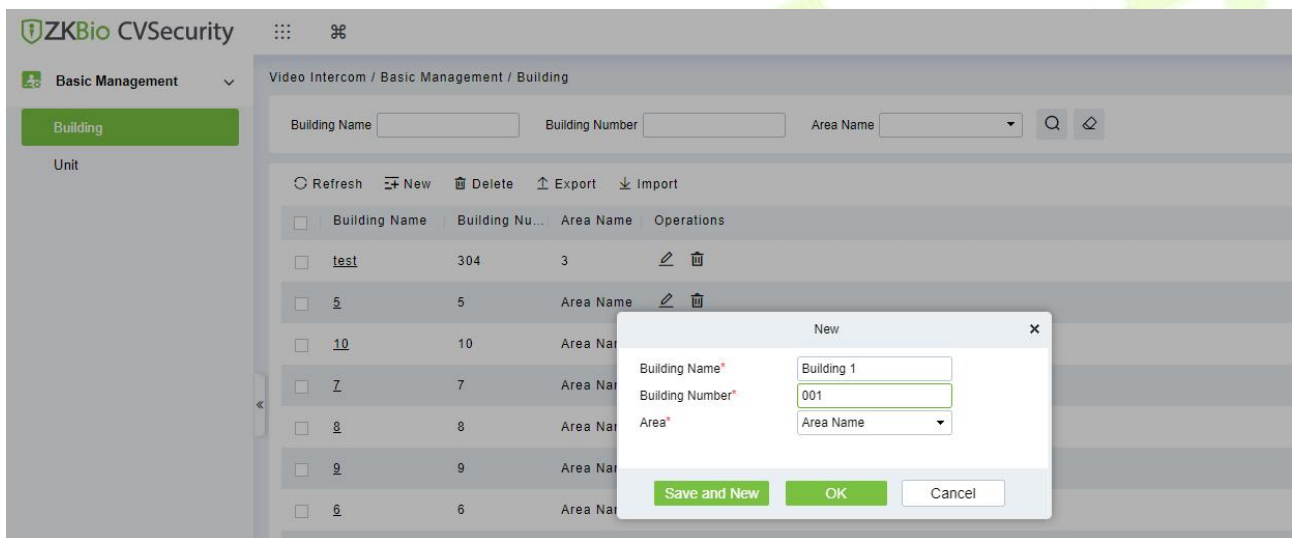 ZKBio CVSecurity
Basic Management
Video Intercom / Basic Management / Building
Building
Unit
Building Name Building Number Area Name
Refresh New Delete Export Import
Building Name Building Nu... Area Name Operations
test 304 3
5 5 Area Name
10 10 Area Nar
7 7 Area Nar
8 8 Area Nar
9 9 Area Nar
6 6 Area Nar
New
Building Name* Building 1
Building Number* 001
Area* Area Name
Save and New OK Cancel